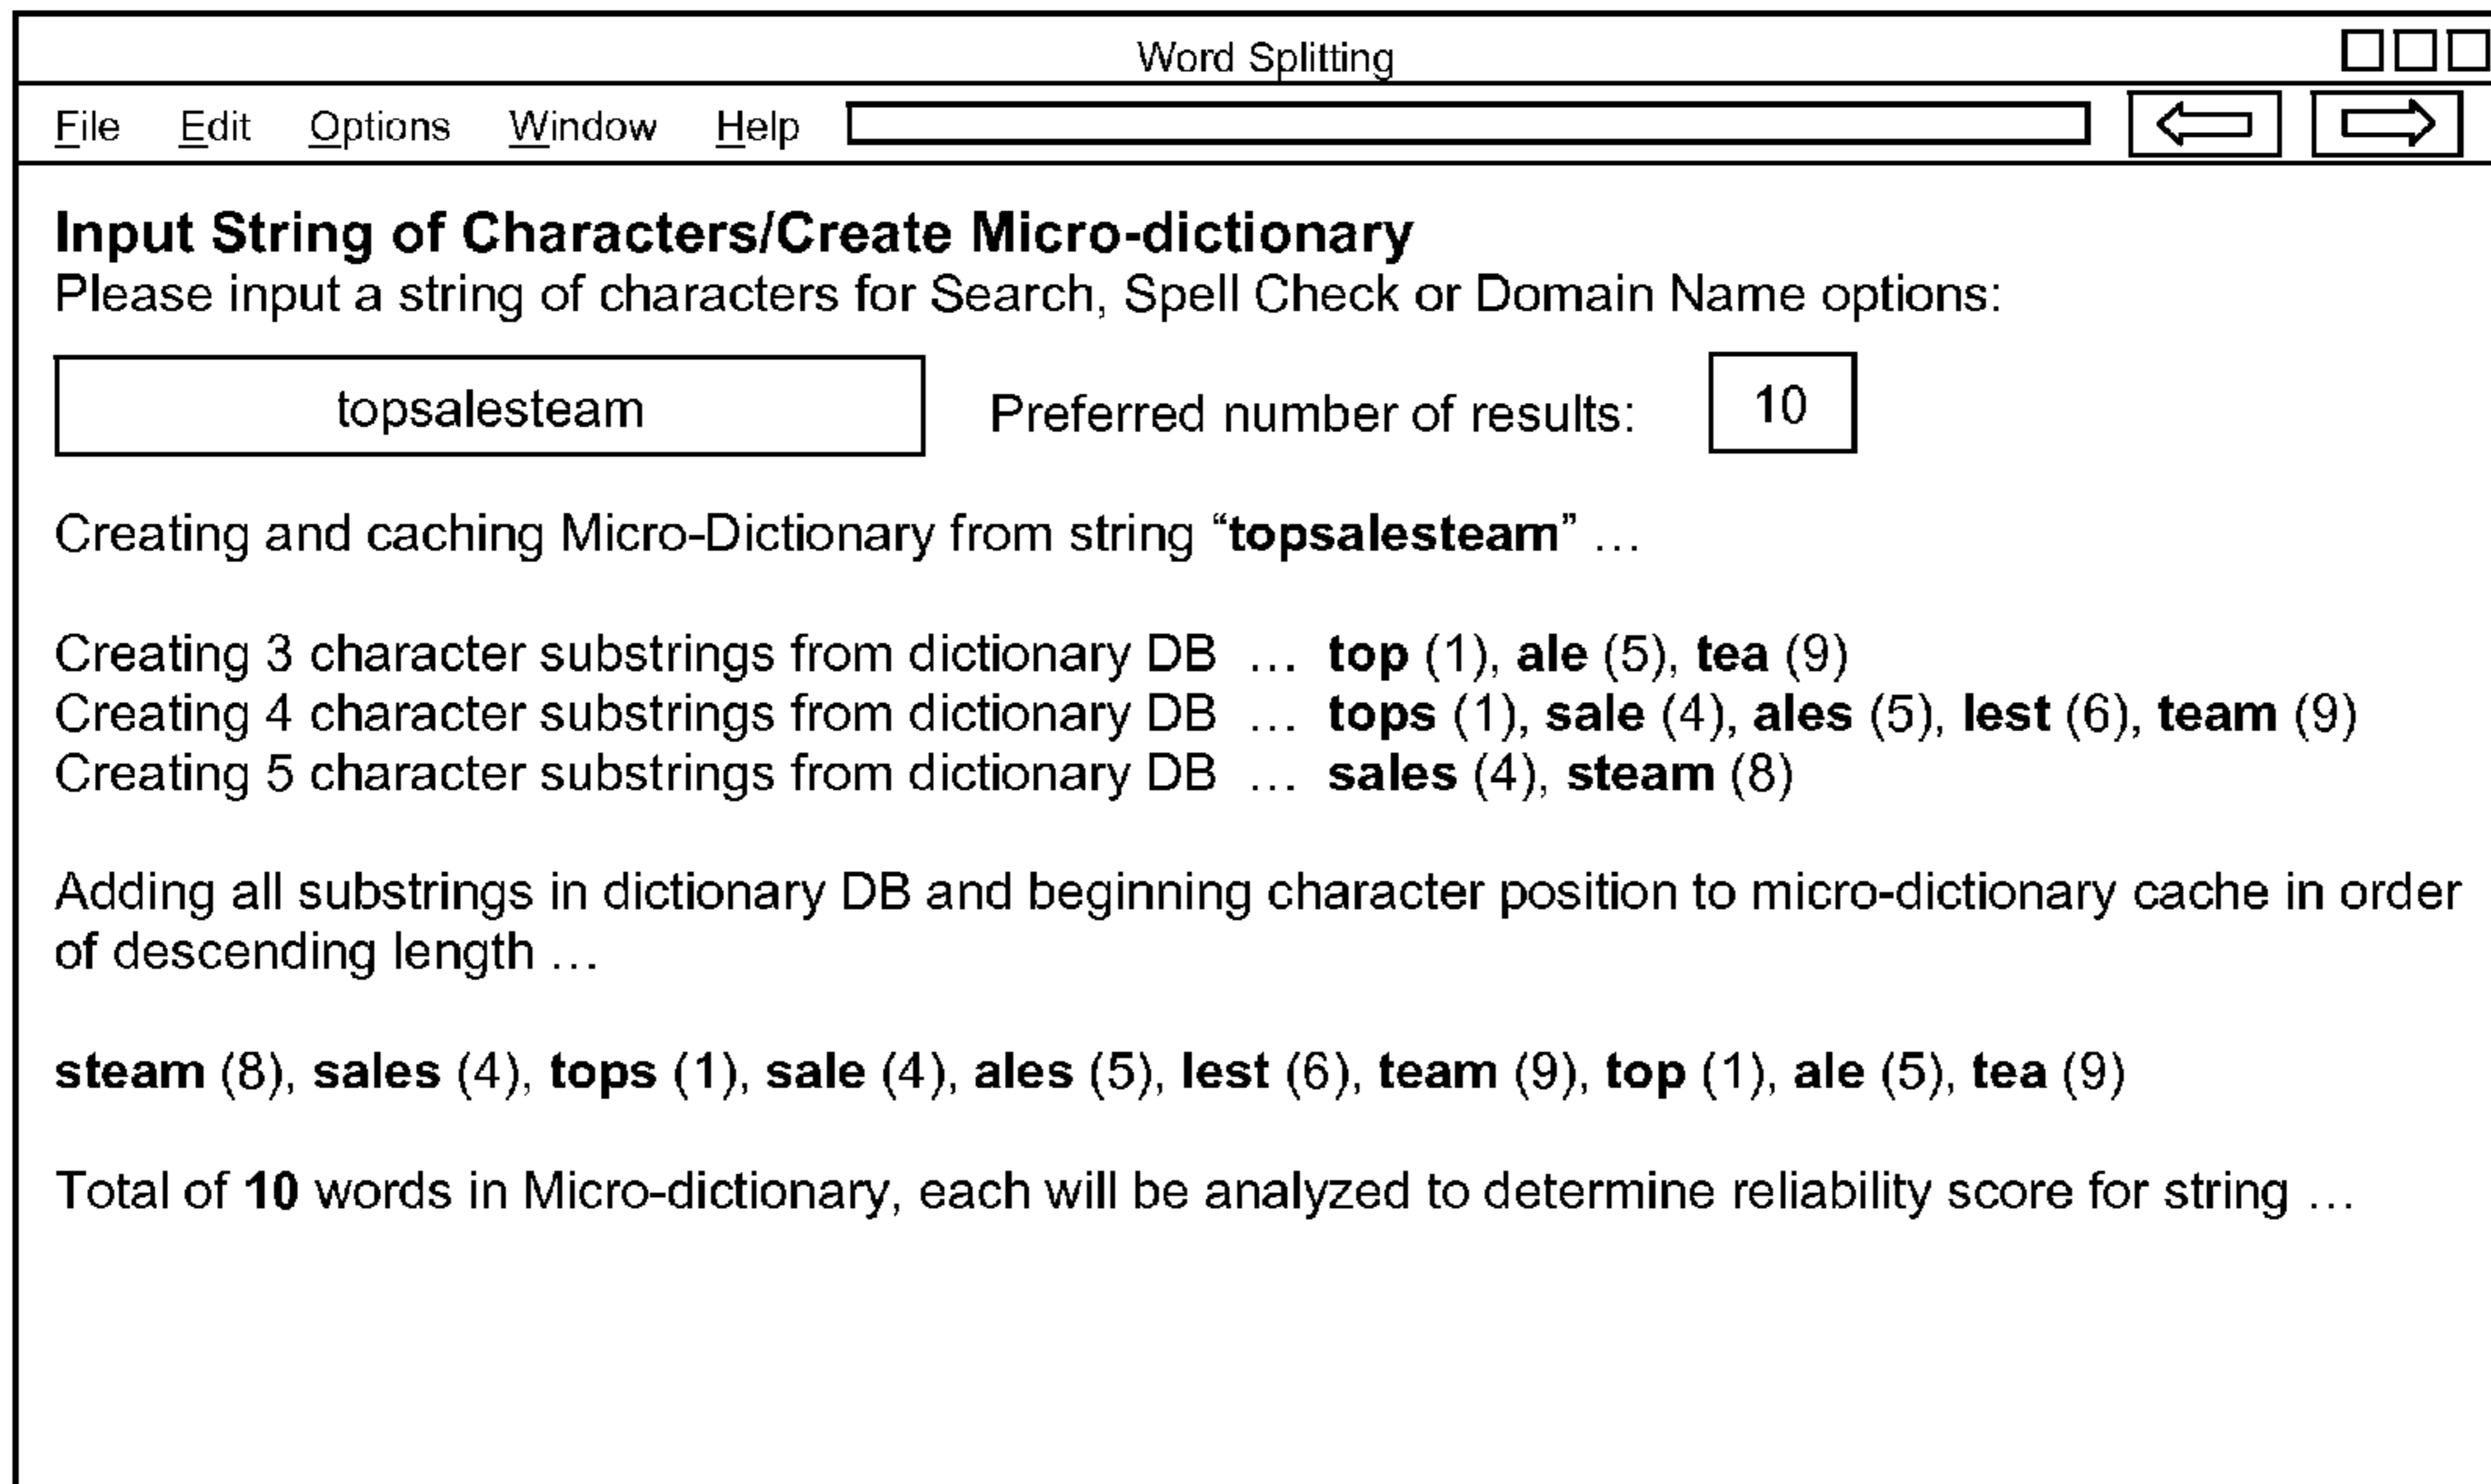 Word Splitting
File Edit Options Window Help
Input String of Characters/Create Micro-dictionary
Please input a string of characters for Search, Spell Check or Domain Name options:
topsalesteam Preferred number of results: 10
Creating and caching Micro-Dictionary from string “topsalesteam” …
Creating 3 character substrings from dictionary DB … top (1), ale (5), tea (9)
Creating 4 character substrings from dictionary DB … tops (1), sale (4), ales (5), lest (6), team (9)
Creating 5 character substrings from dictionary DB … sales (4), steam (8)
Adding all substrings in dictionary DB and beginning character position to micro-dictionary cache in order
of descending length …
steam (8), sales (4), tops (1), sale (4), ales (5), lest (6), team (9), top (1), ale (5), tea (9)
Total of 10 words in Micro-dictionary, each will be analyzed to determine reliability score for string …